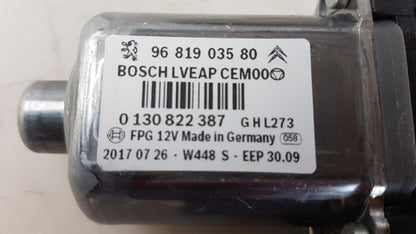 96 819 035 80
BOSCH LVEAP CEM00
0 130 822 387 G H L273
FPG 12V Made in Germany 058
2017 07 26 · W448 S · EEP 30.09